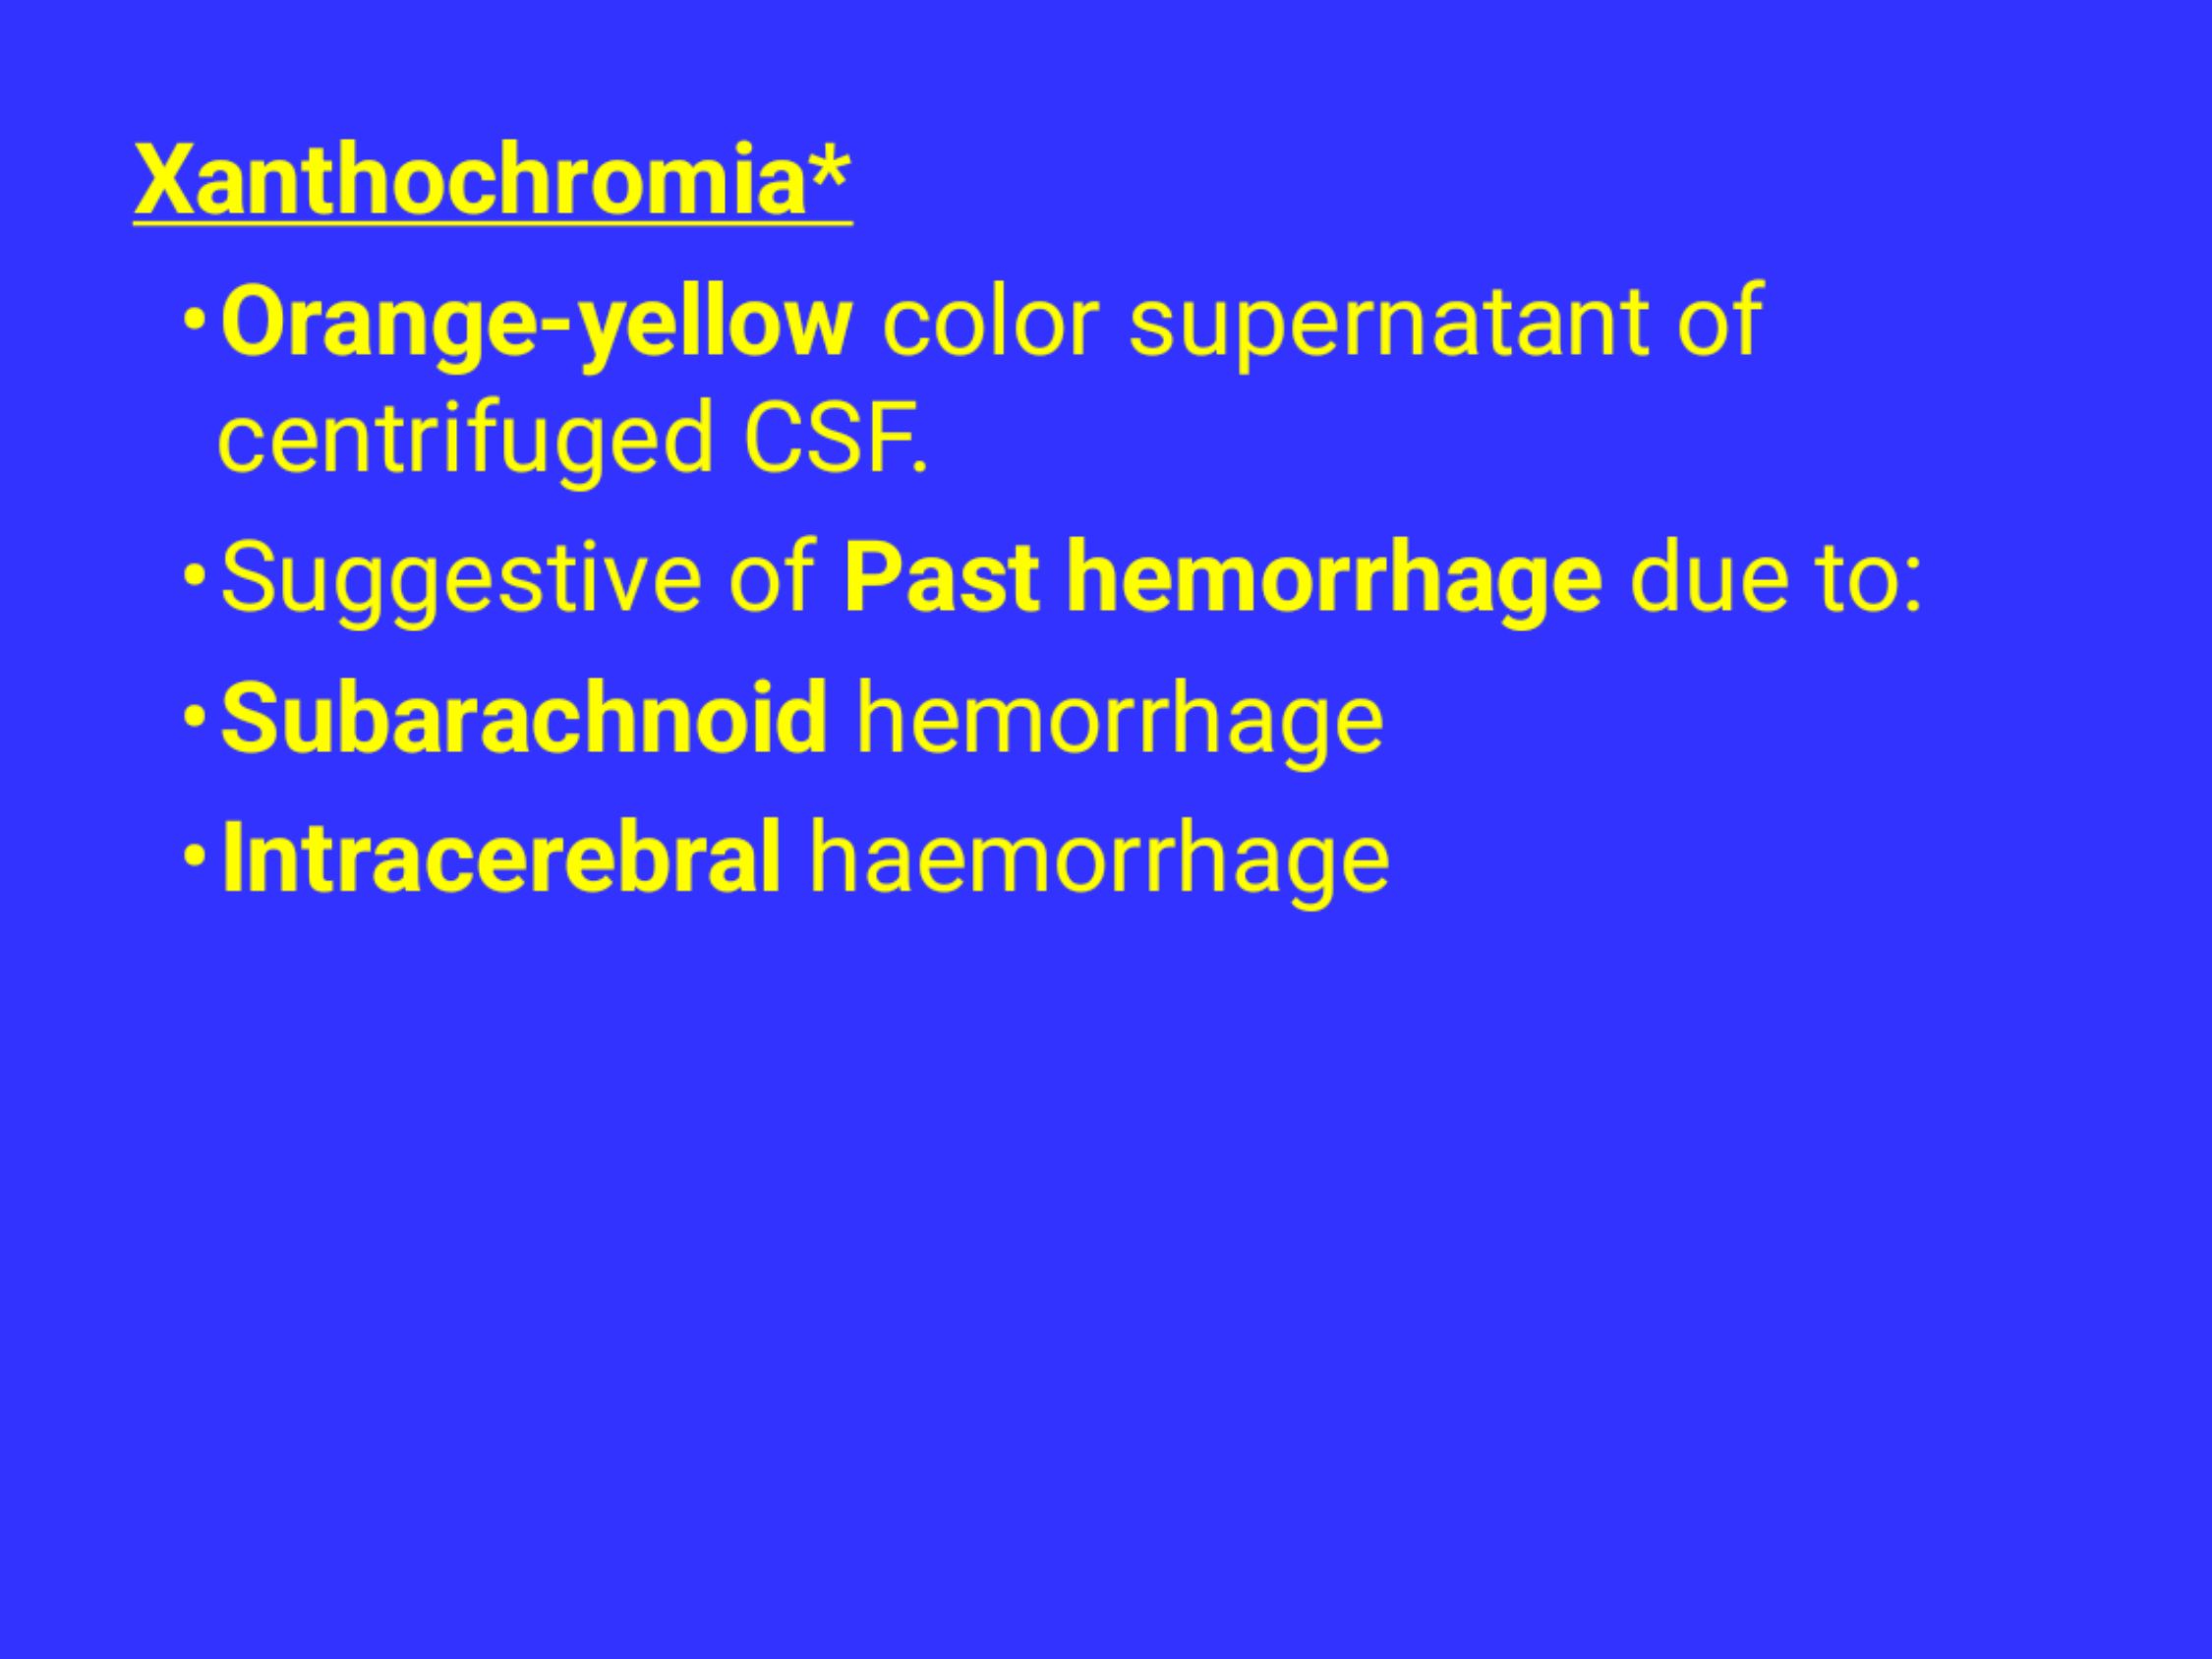 Xanthochromia*
•Orange-yellow color supernatant of
centrifuged CSF.
•Suggestive of Past hemorrhage due to:
•Subarachnoid hemorrhage
•Intracerebral haemorrhage